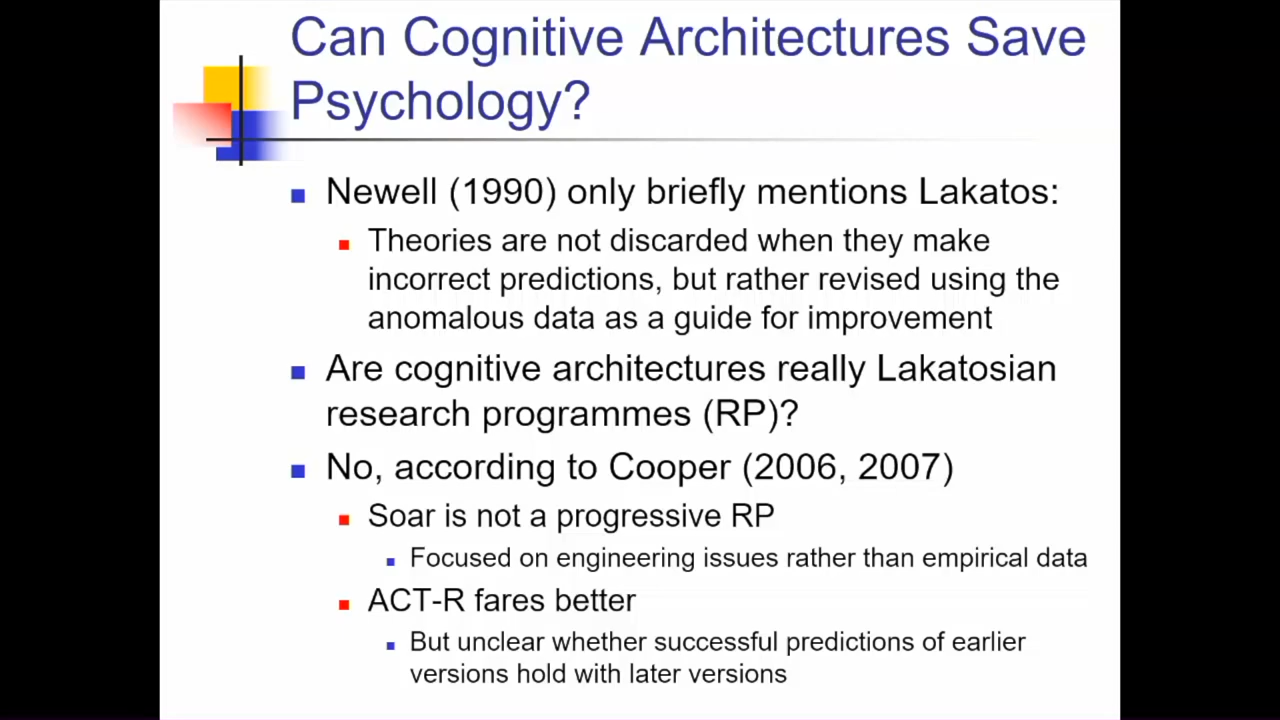 Can Cognitive Architectures Save
Psychology?
Newell (1990) only briefly mentions Lakatos:
Theories are not discarded when they make
incorrect predictions, but rather revised using the
anomalous data as a guide for improvement
Are cognitive architectures really Lakatosian
research programmes (RP)?
No, according to Cooper (2006, 2007)
Soar is not a progressive RP
Focused on engineering issues rather than empirical data
ACT-R fares better
But unclear whether successful predictions of earlier
versions hold with later versions